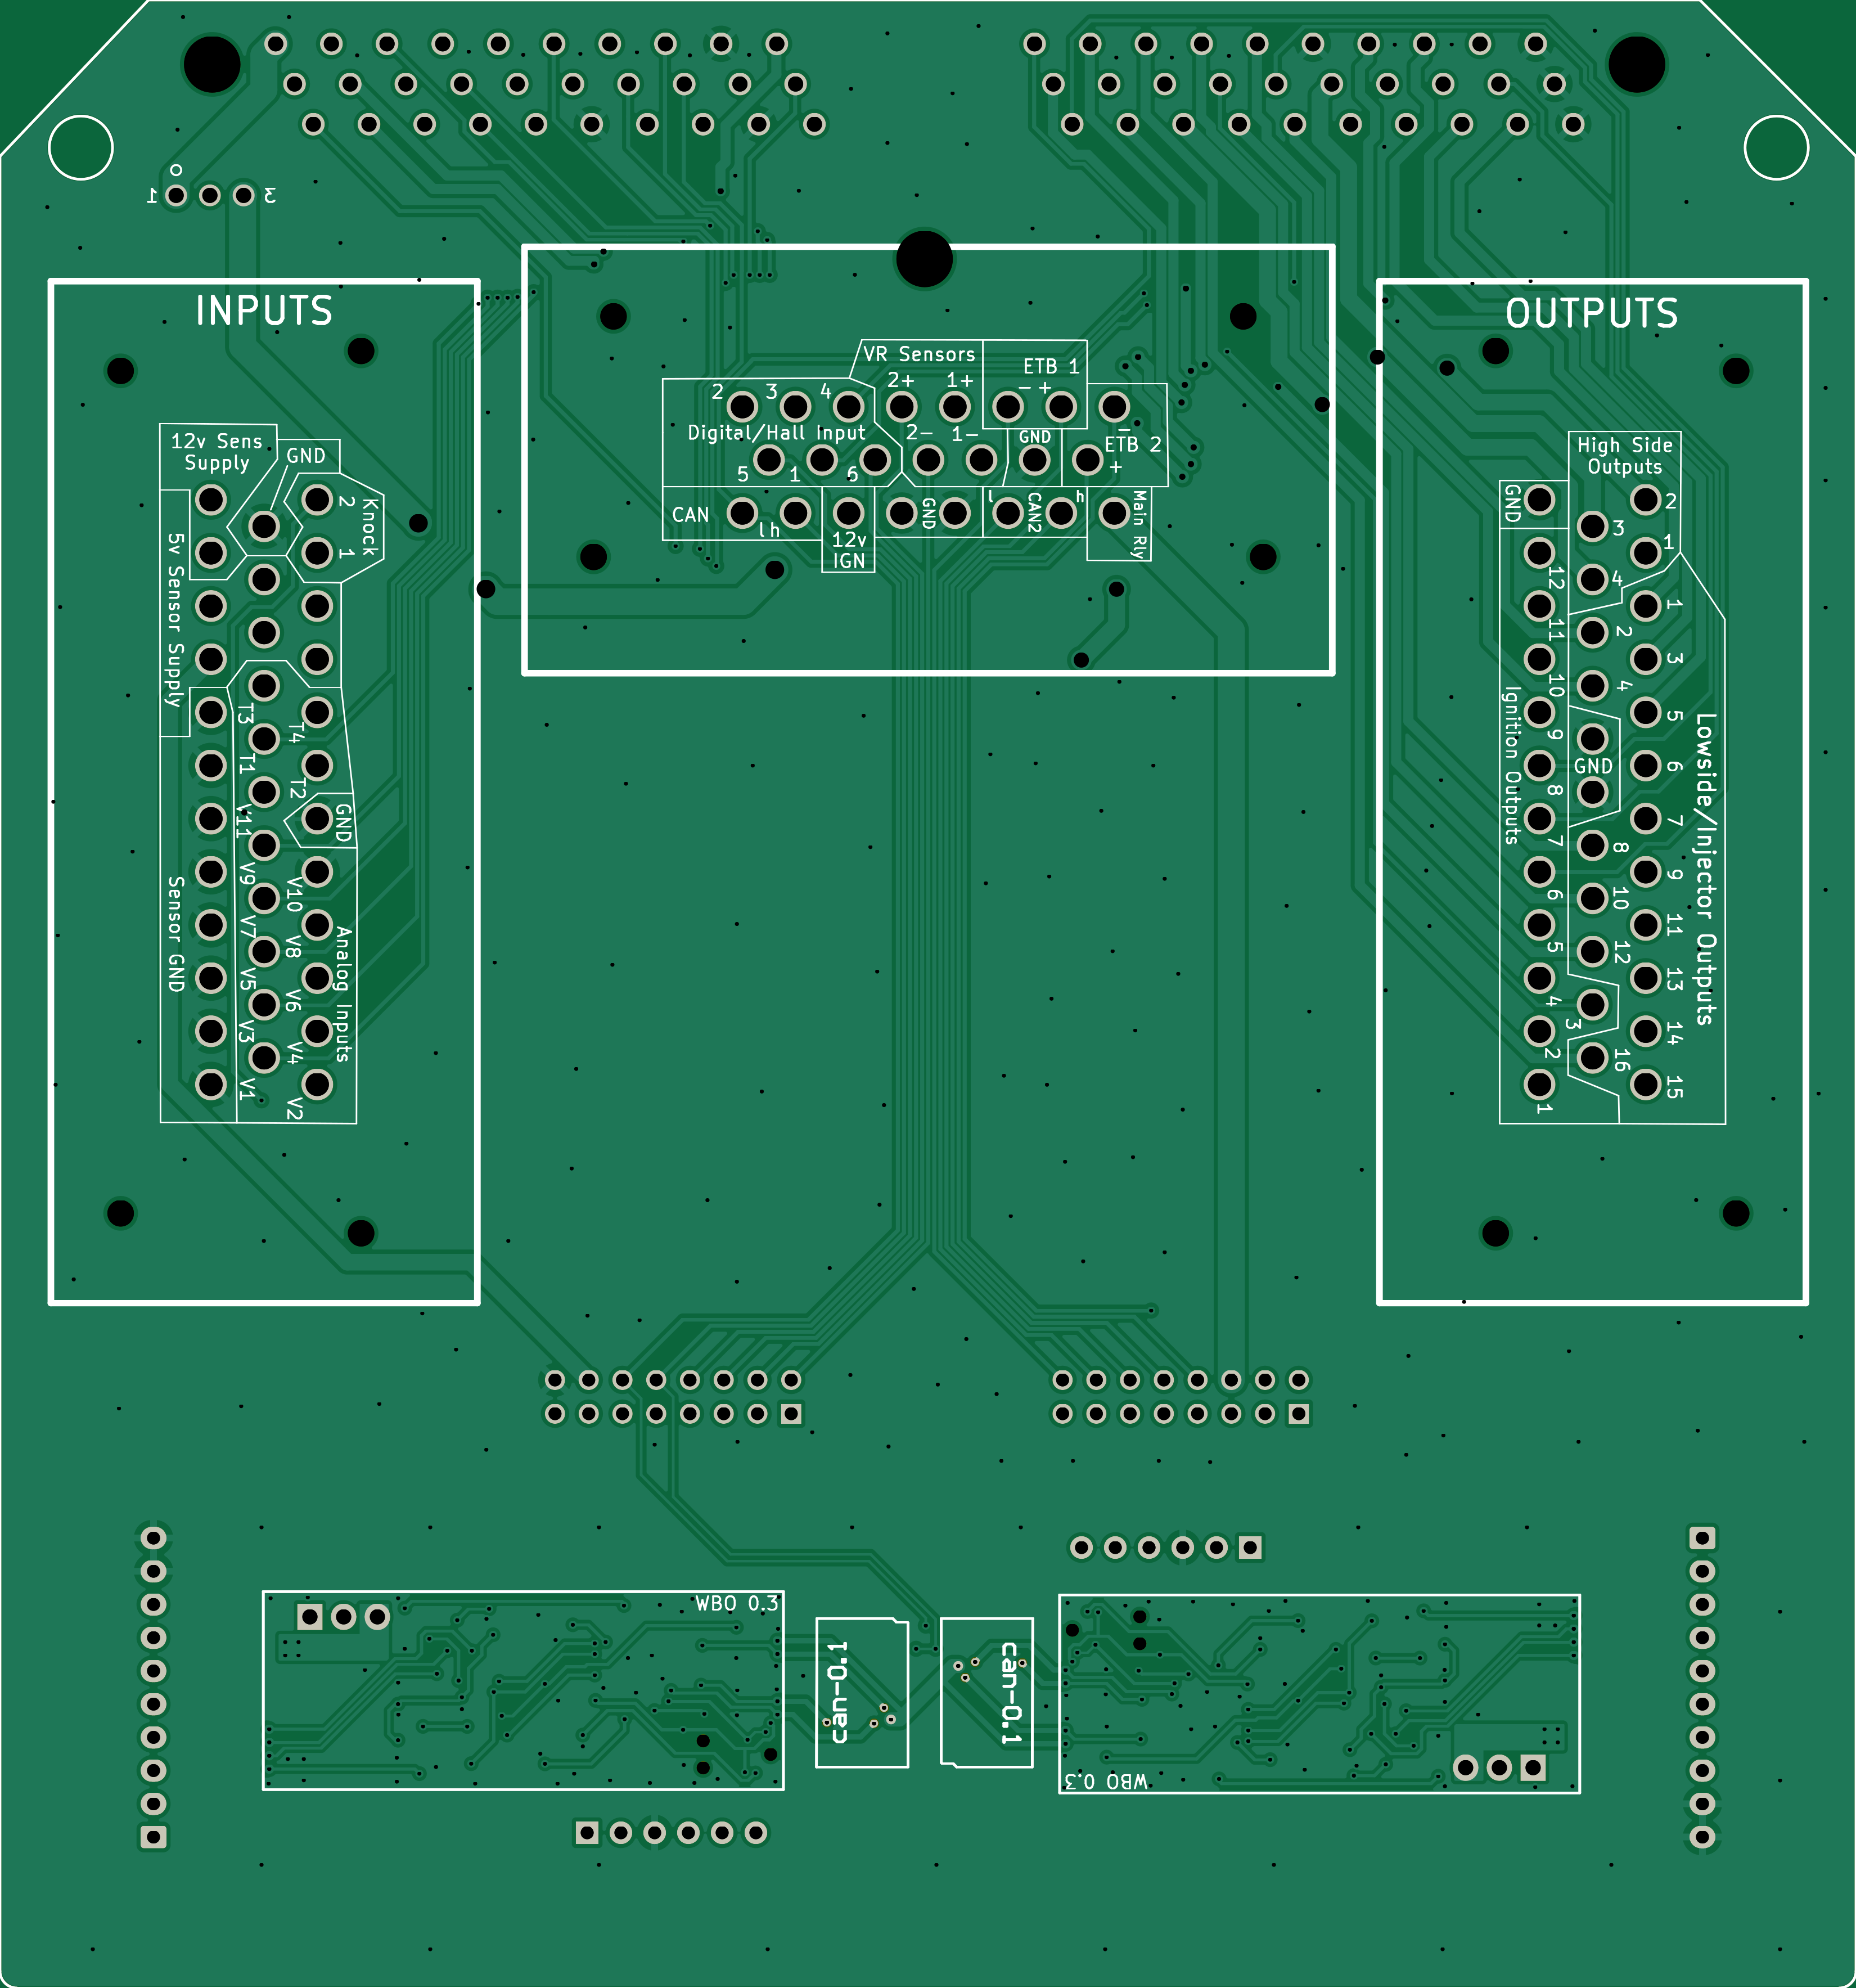 1
3
INPUTS
OUTPUTS
VR Sensors
ETB 1
2
3
4
2+
1+
-
+
Digital/Hall Input
2-
1-
GND
-
ETB 2
+
5
1
6
CAN
l h
12v
IGN
GND
l
CAN2
h
Main Rly
12v Sens
Supply
GND
2
1
Knock
5v Sensor Supply
T3
T4
T1
T2
V11
GND
V9
V10
V7
V8
V5
V6
V3
V4
V1
V2
Sensor GND
Analog Inputs
High Side
Outputs
GND
2
3
1
4
12
1
11
2
3
10
4
5
9
GND
6
8
7
7
8
6
9
10
5
11
12
4
13
3
14
2
16
15
1
Ignition Outputs
Lowside/Injector Outputs
WBO 0.3
can-0.1
can-0.1
WBO 0.3